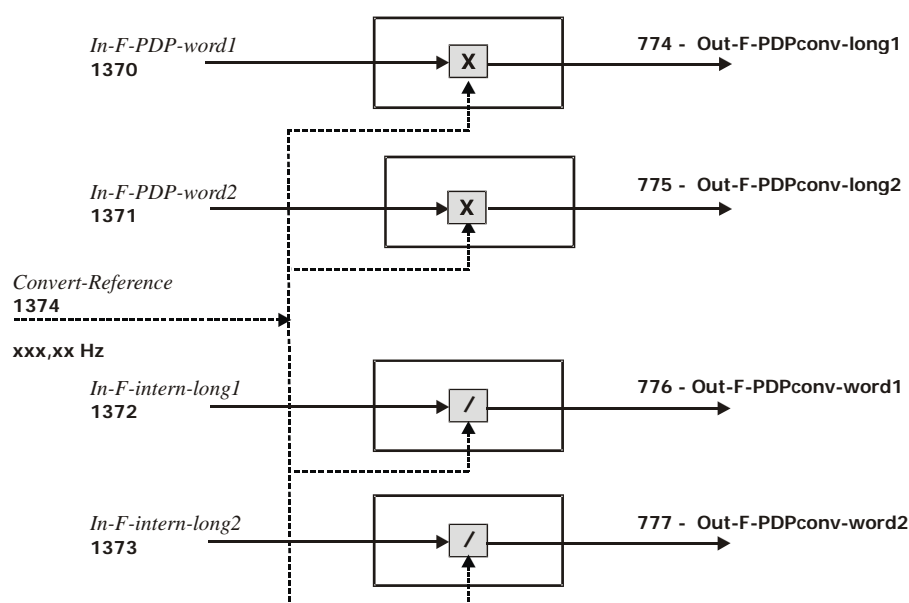 In-F-PDP-word1
1370
X
774 - Out-F-PDPconv-long1
In-F-PDP-word2
1371
X
775 - Out-F-PDPconv-long2
Convert-Reference
1374
xxx,xx Hz
In-F-intern-long1
1372
/
776 - Out-F-PDPconv-word1
In-F-intern-long2
1373
/
777 - Out-F-PDPconv-word2